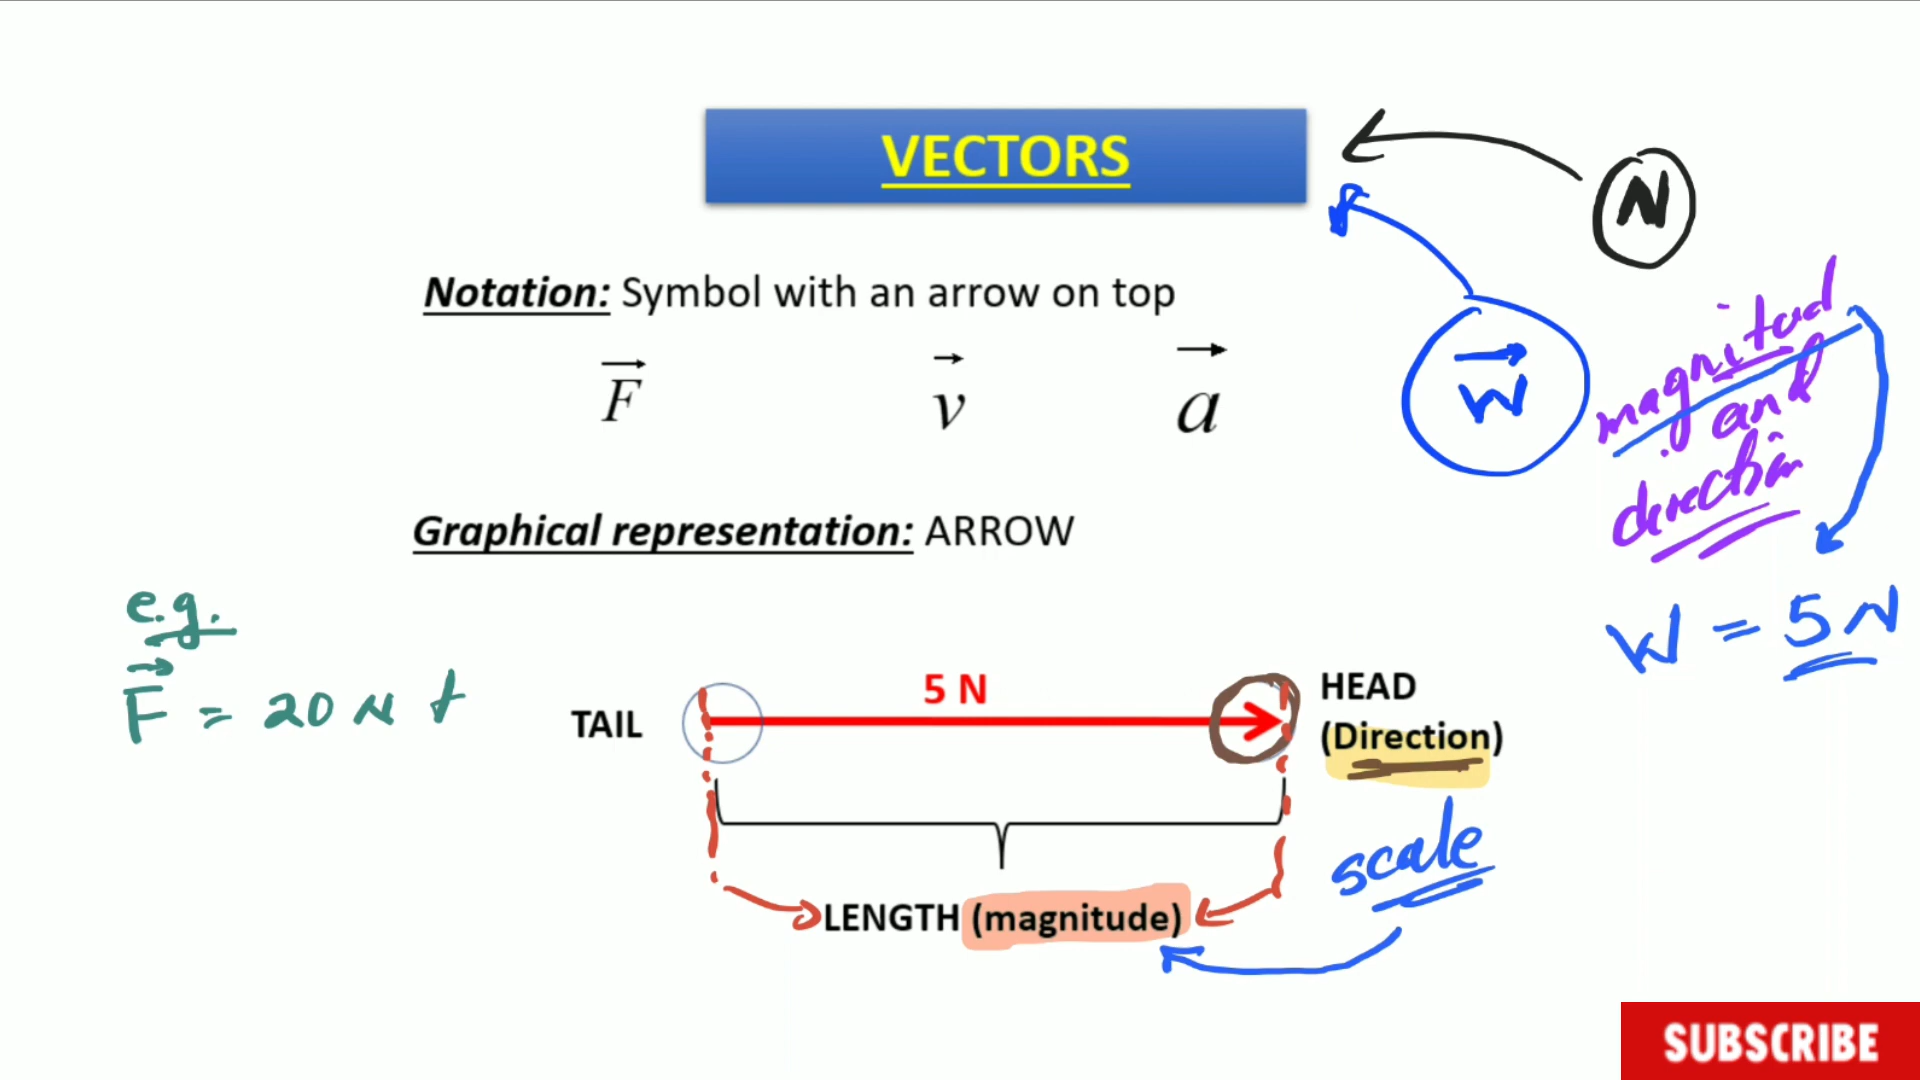 VECTORS
N
Notation: Symbol with an arrow on top
F v a
W
magnitud
and
direction
Graphical representation: ARROW
e.g.
F = 20 N
W = 5 N
5 N
TAIL
HEAD
(Direction)
scale
LENGTH (magnitude)
SUBSCRIBE